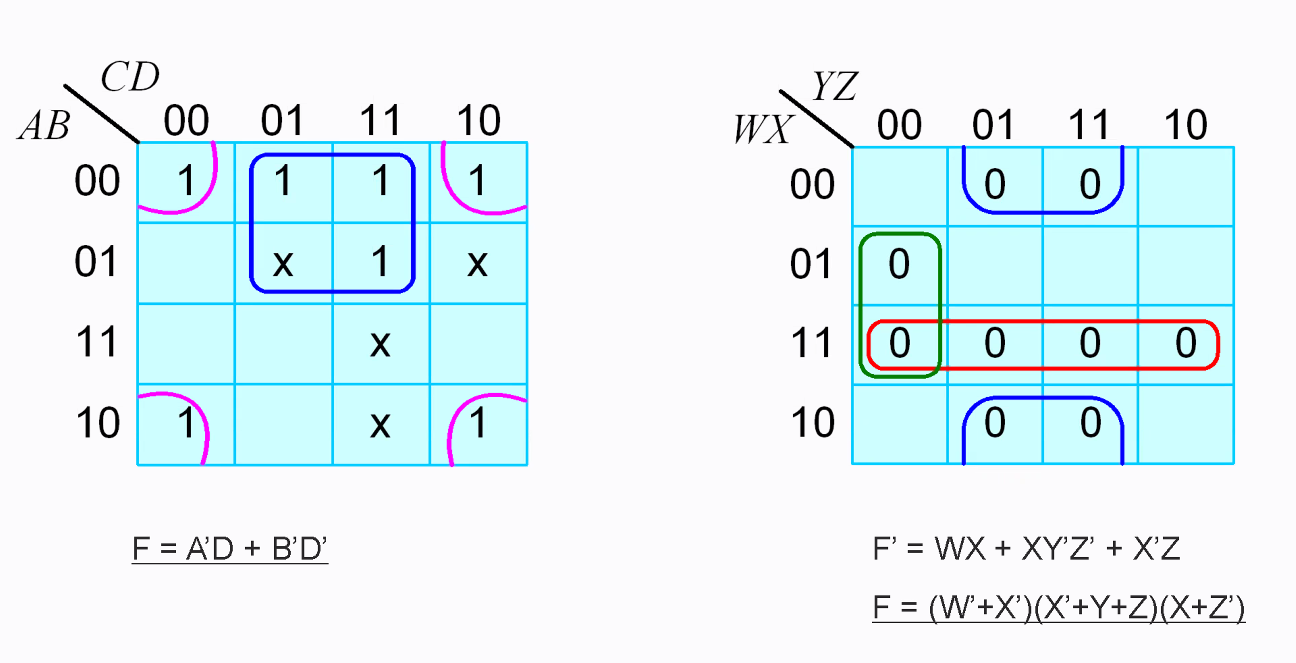 CD
AB 00 01 11 10
00 1 1 1 1
01 x 1 x
11 x
10 1 x 1
F = A’D + B’D’
YZ
WX 00 01 11 10
00 0 0
01 0
11 0 0 0 0
10 0 0
F’ = WX + XY’Z’ + X’Z
F = (W’+X’)(X’+Y+Z)(X+Z’)